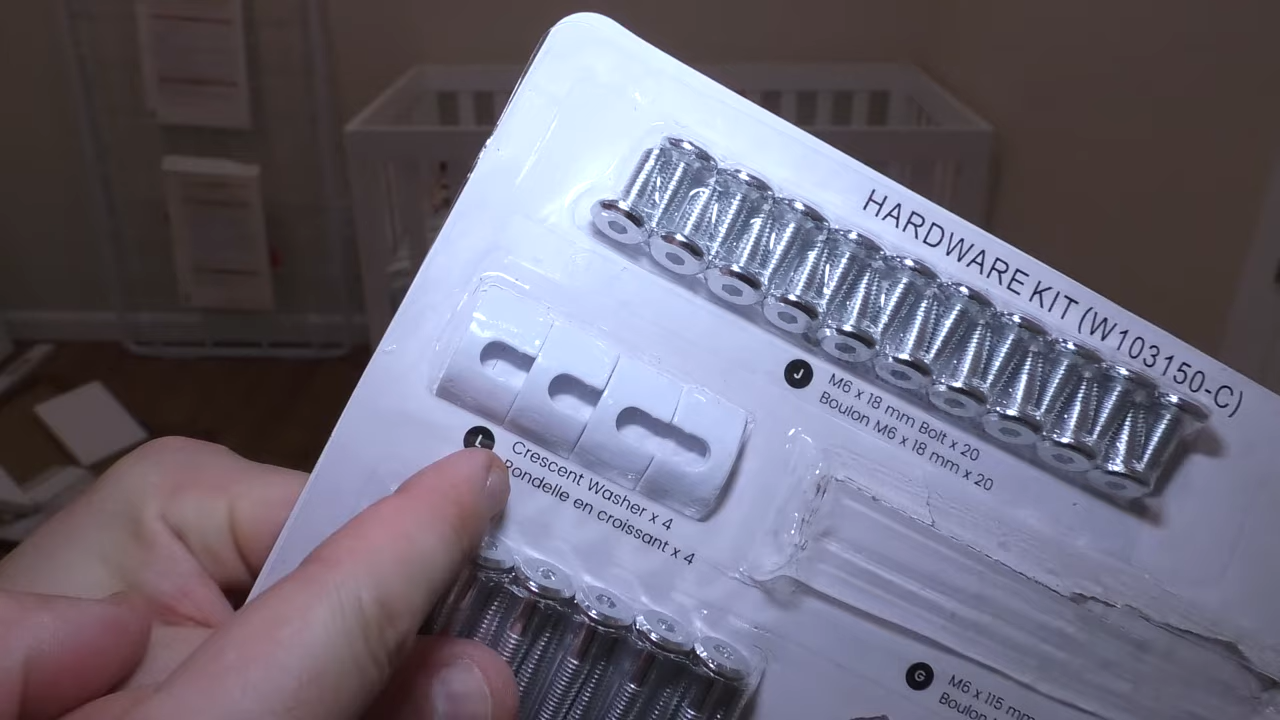 HARDWARE KIT (W103150-C)
J M6 x 18 mm Bolt x 20
Boulon M6 x 18 mm x 20
L Crescent Washer x 4
Rondelle en croissant x 4
G M6 x 115 mm
Boulon